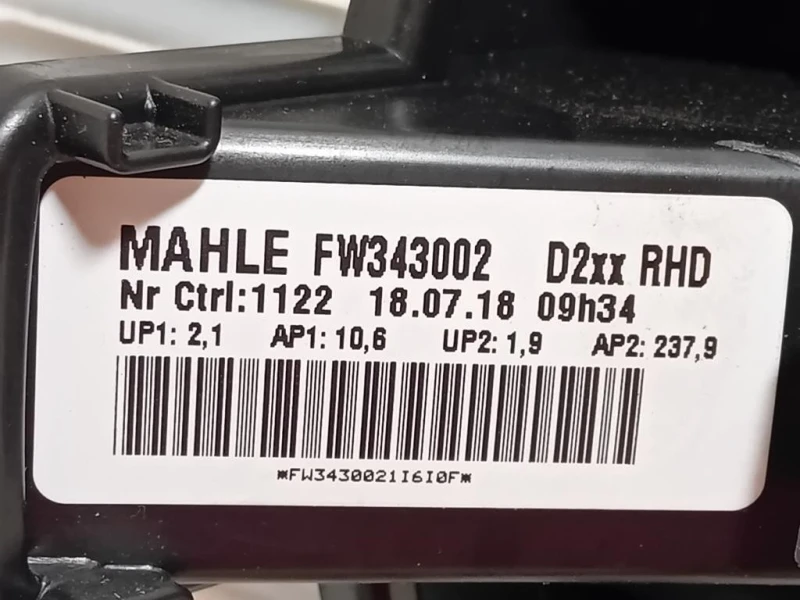 MAHLE FW343002 D2xx RHD
Nr Ctrl:1122 18.07.18 09h34
UP1: 2,1 AP1: 10,6 UP2: 1,9 AP2: 237,9
*FW3430021I6I0F*